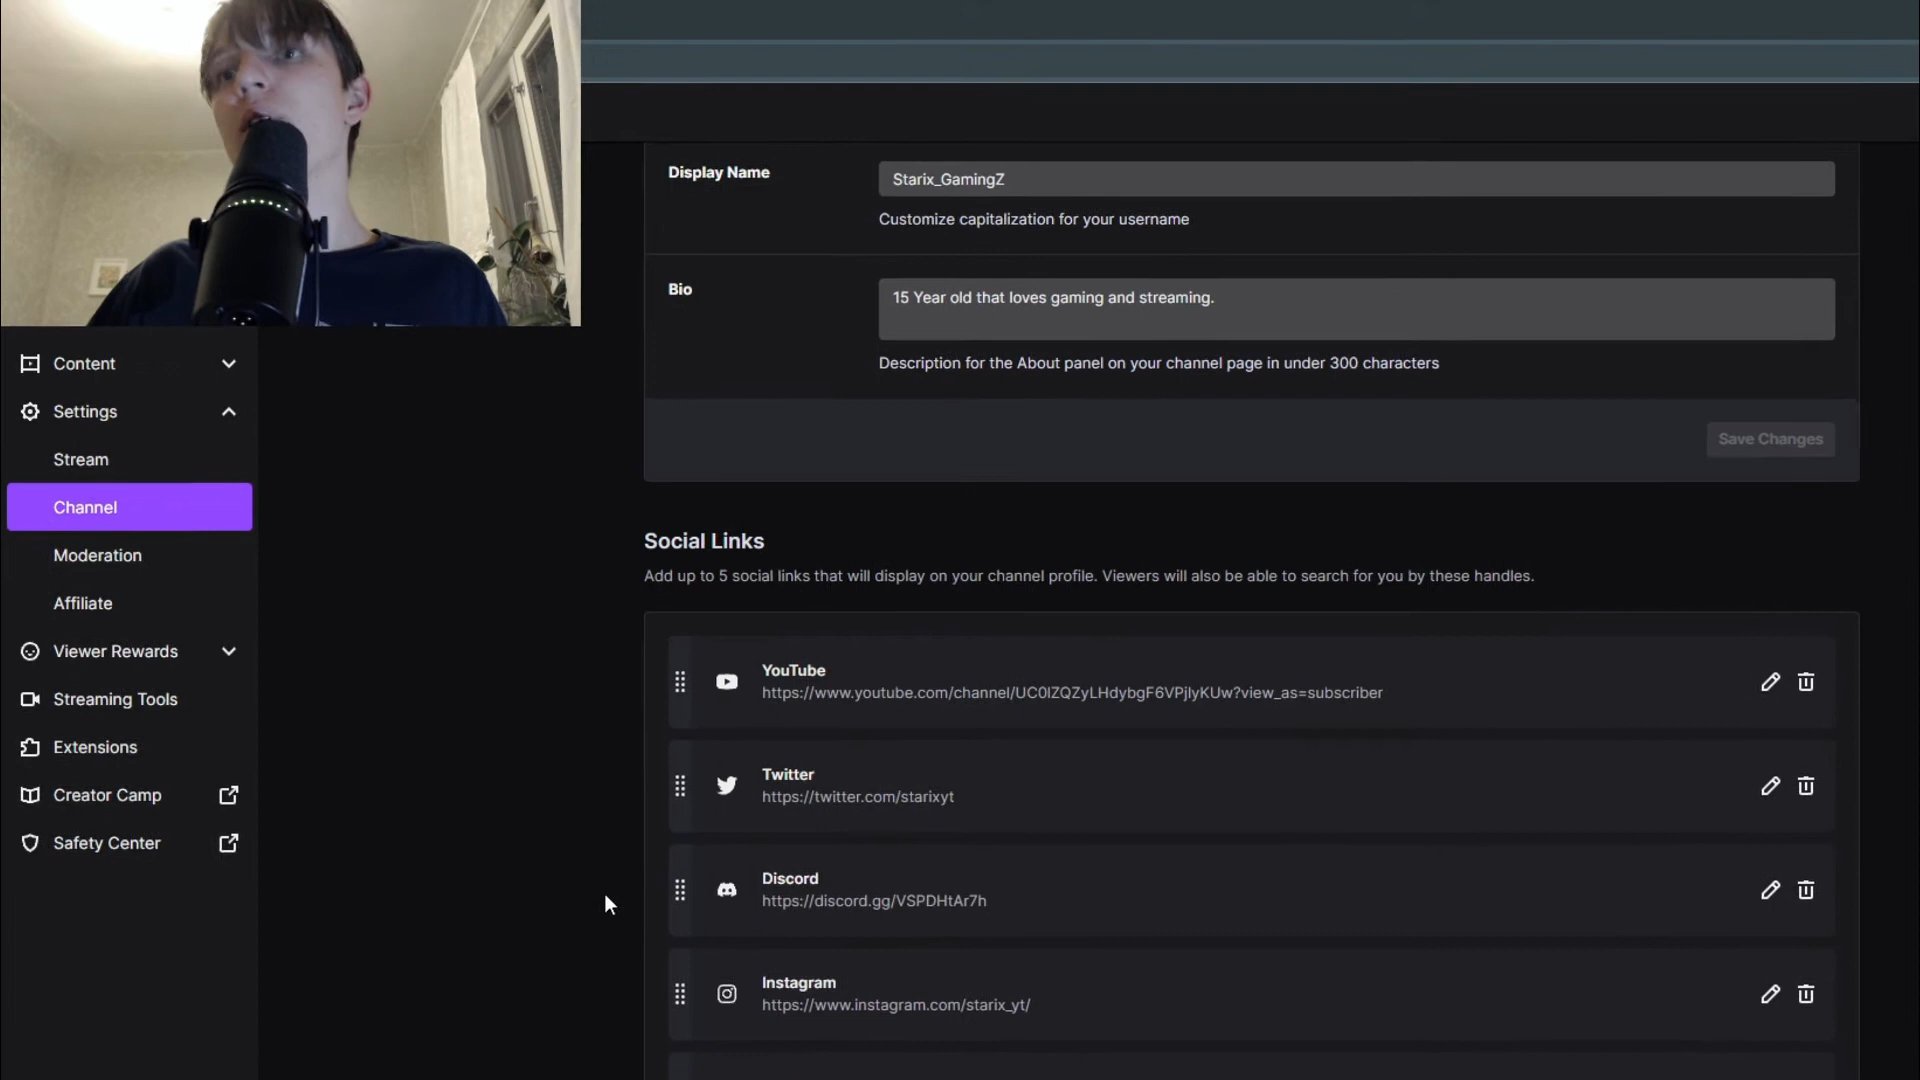 Display Name
Starix_GamingZ
Customize capitalization for your username
Bio
15 Year old that loves gaming and streaming.
Description for the About panel on your channel page in under 300 characters
Save Changes
Content
Settings
Stream
Channel
Moderation
Affiliate
Viewer Rewards
Streaming Tools
Extensions
Creator Camp
Safety Center
Social Links
Add up to 5 social links that will display on your channel profile. Viewers will also be able to search for you by these handles.
YouTube
https://www.youtube.com/channel/UC0lZQZyLHdybgF6VPjlyKUw?view_as=subscriber
Twitter
https://twitter.com/starixyt
Discord
https://discord.gg/VSPDHtAr7h
Instagram
https://www.instagram.com/starix_yt/